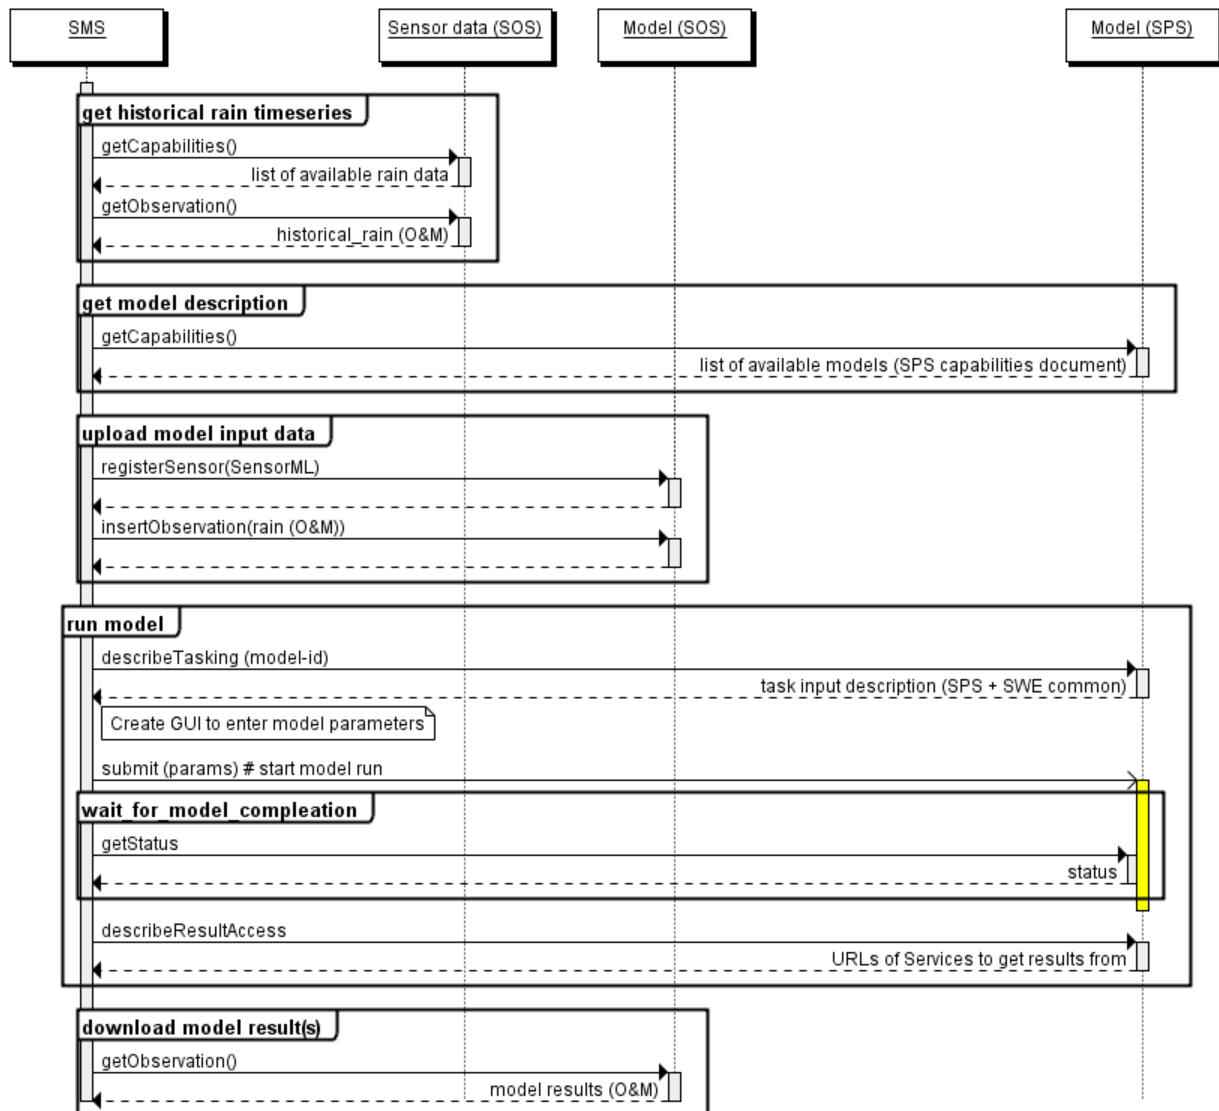 SMS
Sensor data (SOS)
Model (SOS)
Model (SPS)
get historical rain timeseries
getCapabilities()
list of available rain data
getObservation()
historical_rain (O&M)
get model description
getCapabilities()
list of available models (SPS capabilities document)
upload model input data
registerSensor(SensorML)
insertObservation(rain (O&M))
run model
describeTasking (model-id)
task input description (SPS + SWE common)
Create GUI to enter model parameters
submit (params) # start model run
wait_for_model_compleation
getStatus
status
describeResultAccess
URLs of Services to get results from
download model result(s)
getObservation()
model results (O&M)